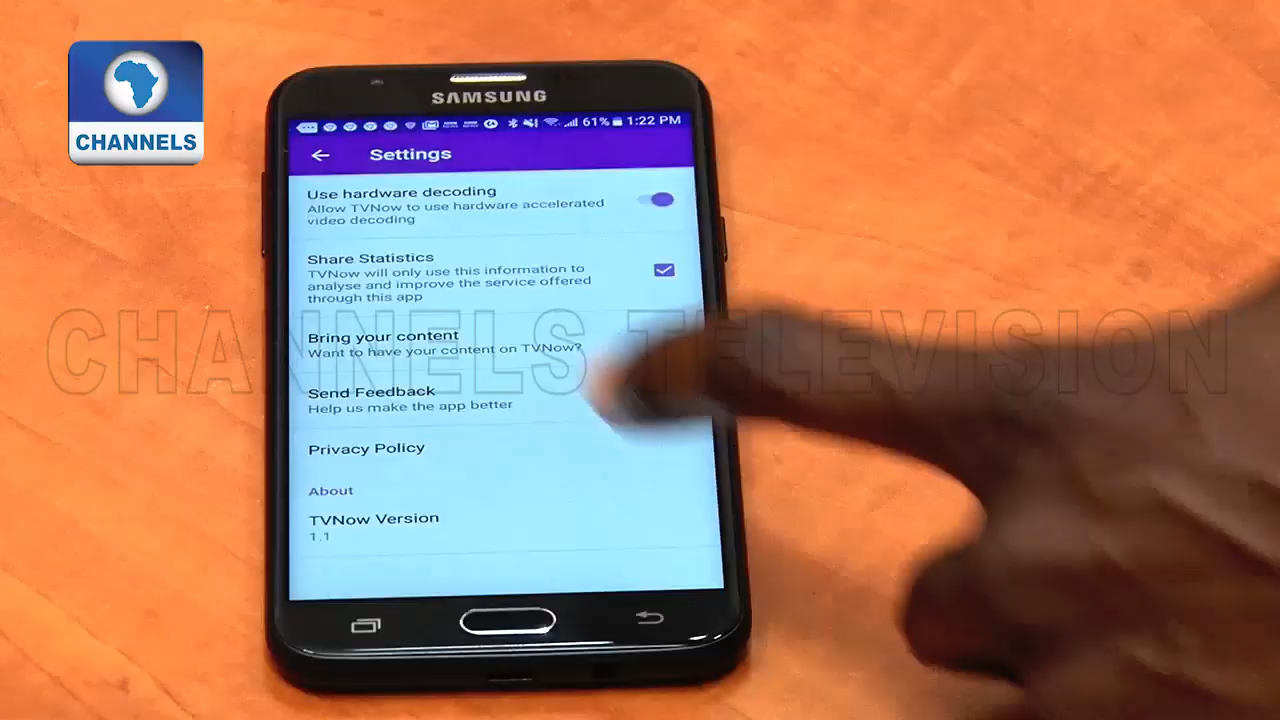 CHANNELS
SAMSUNG
61% 1:22 PM
Settings
Use hardware decoding
Allow TVNow to use hardware accelerated
video decoding
Share Statistics
TVNow will only use this information to
analyse and improve the service offered
through this app
CHANNELS TELEVISION
Bring your content
Want to have your content on TVNow?
Send Feedback
Help us make the app better
Privacy Policy
About
TVNow Version
1.1